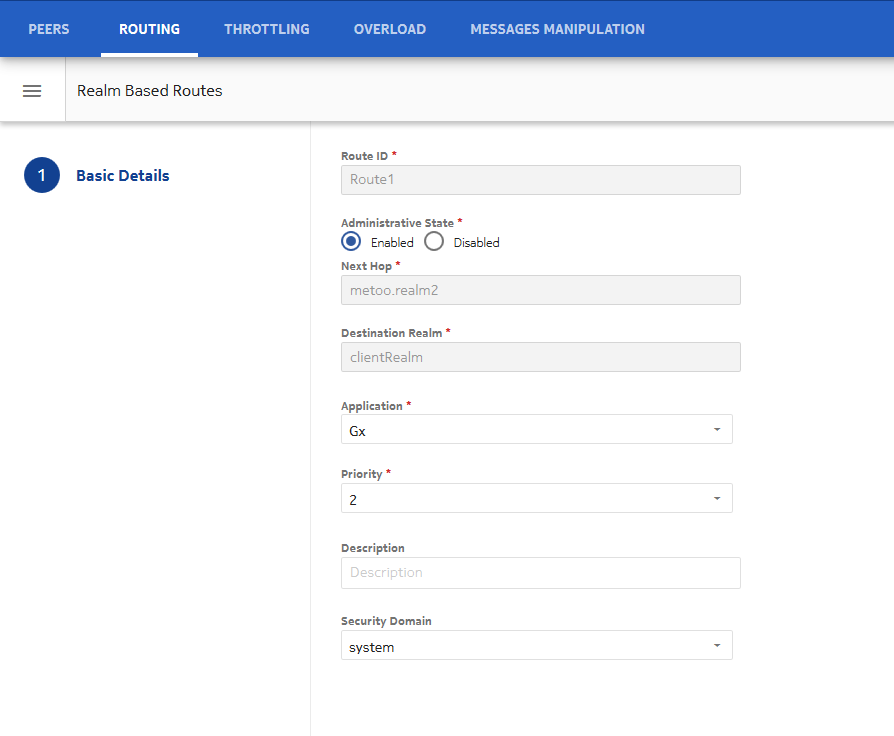 PEERS ROUTING THROTTLING OVERLOAD MESSAGES MANIPULATION
Realm Based Routes
1 Basic Details
Route ID *
Route1
Administrative State *
Enabled Disabled
Next Hop *
metoo.realm2
Destination Realm *
clientRealm
Application *
Gx
Priority *
2
Description
Description
Security Domain
system